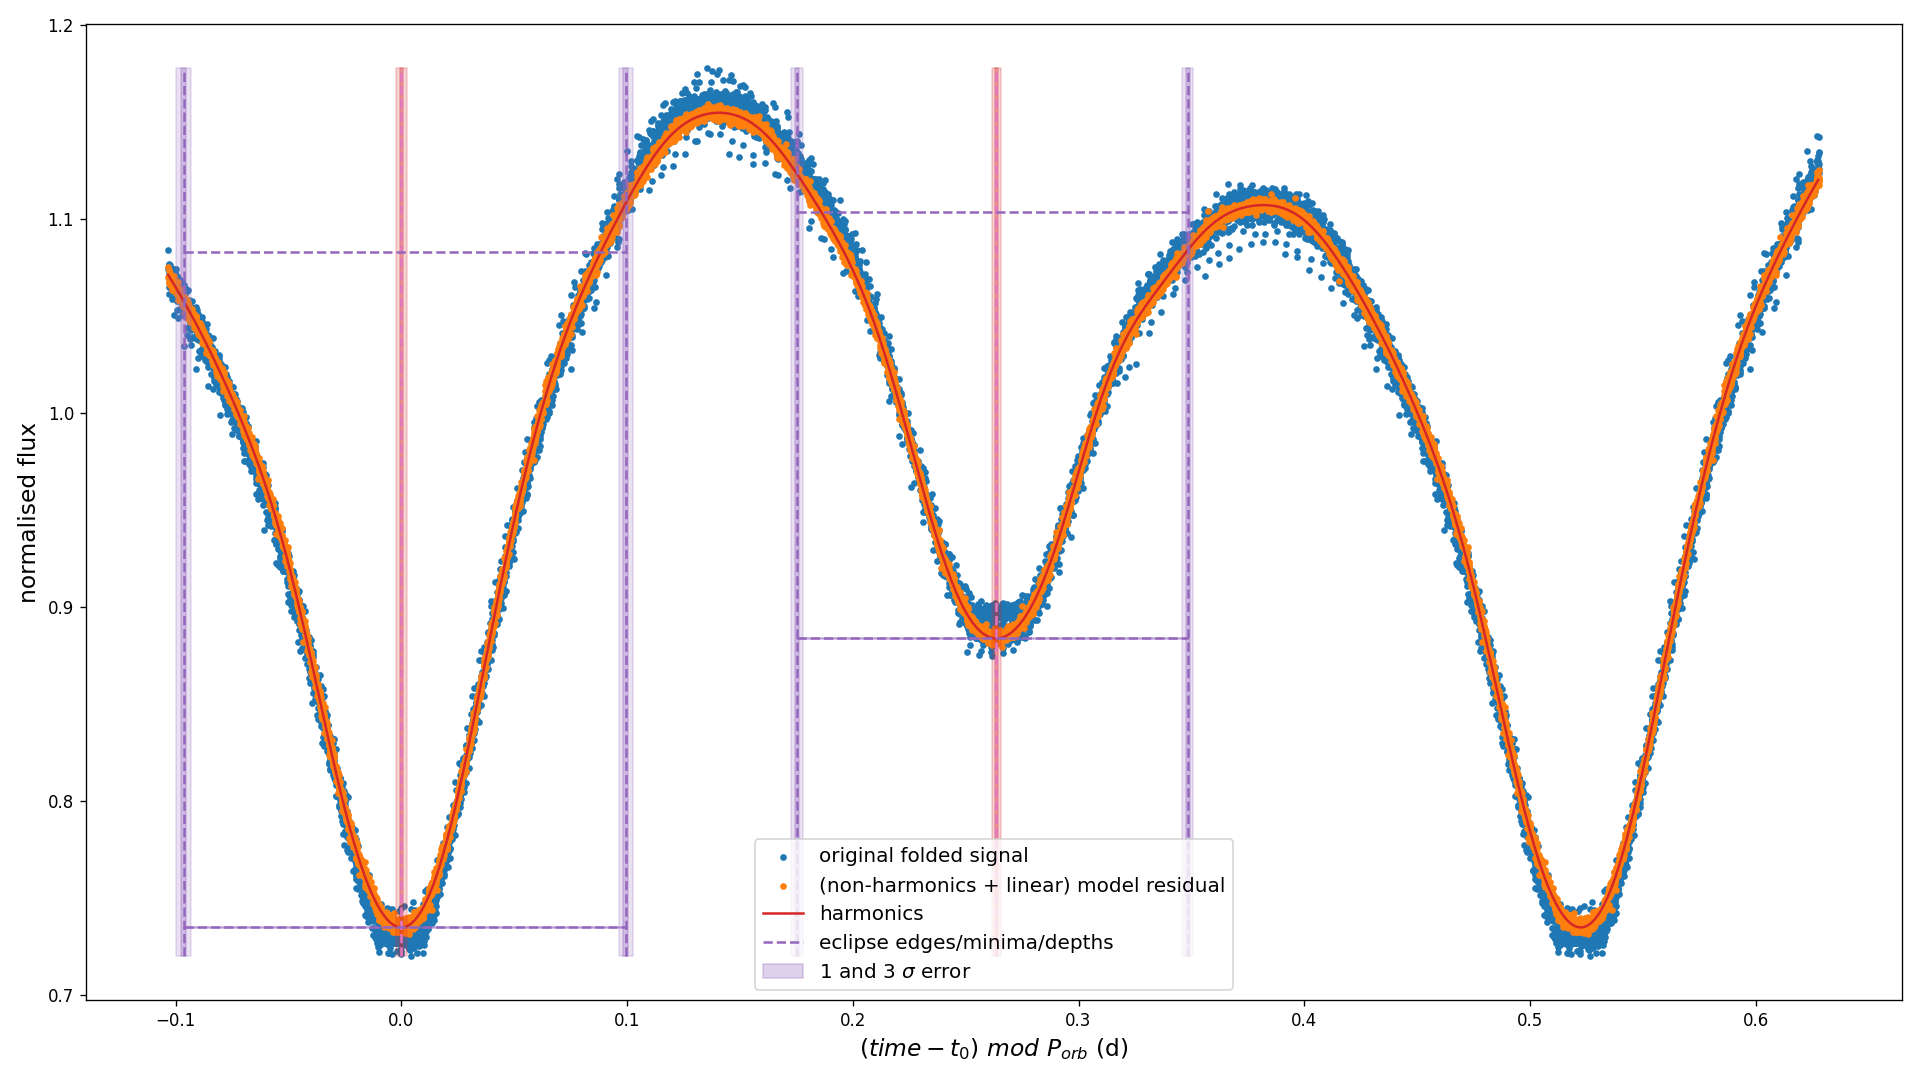 normalised flux
1.2
1.1
1.0
0.9
0.8
0.7
−0.1
0.0
0.1
0.2
0.3
0.4
0.5
0.6
(time − t₀) mod Pₒᵣb (d)
original folded signal
(non-harmonics + linear) model residual
harmonics
eclipse edges/minima/depths
1 and 3 σ error